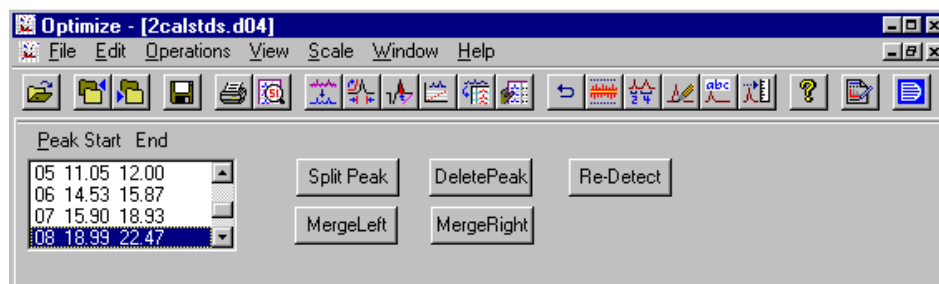 Optimize - [2calstds.d04]
File Edit Operations View Scale Window Help
Peak Start End
05 11.05 12.00
06 14.53 15.87
07 15.90 18.93
08 18.99 22.47
Split Peak DeletePeak Re-Detect
MergeLeft MergeRight